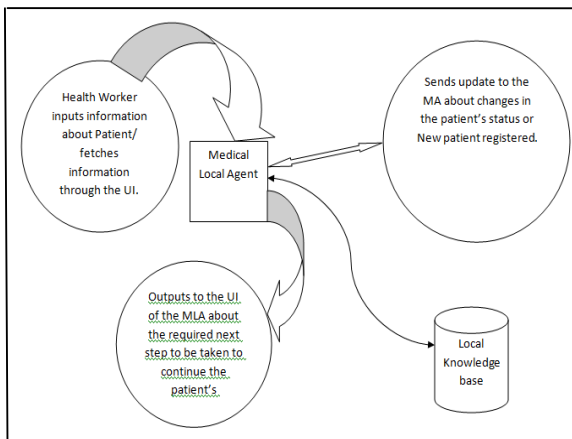 Health Worker
inputs information
about Patient/
fetches
information
through the UI.
Medical
Local Agent
Sends update to the
MA about changes in
the patient's status or
New patient registered.
Outputs to the UI
of the MLA about
the required next
step to be taken to
continue the
patient's
Local
Knowledge
base